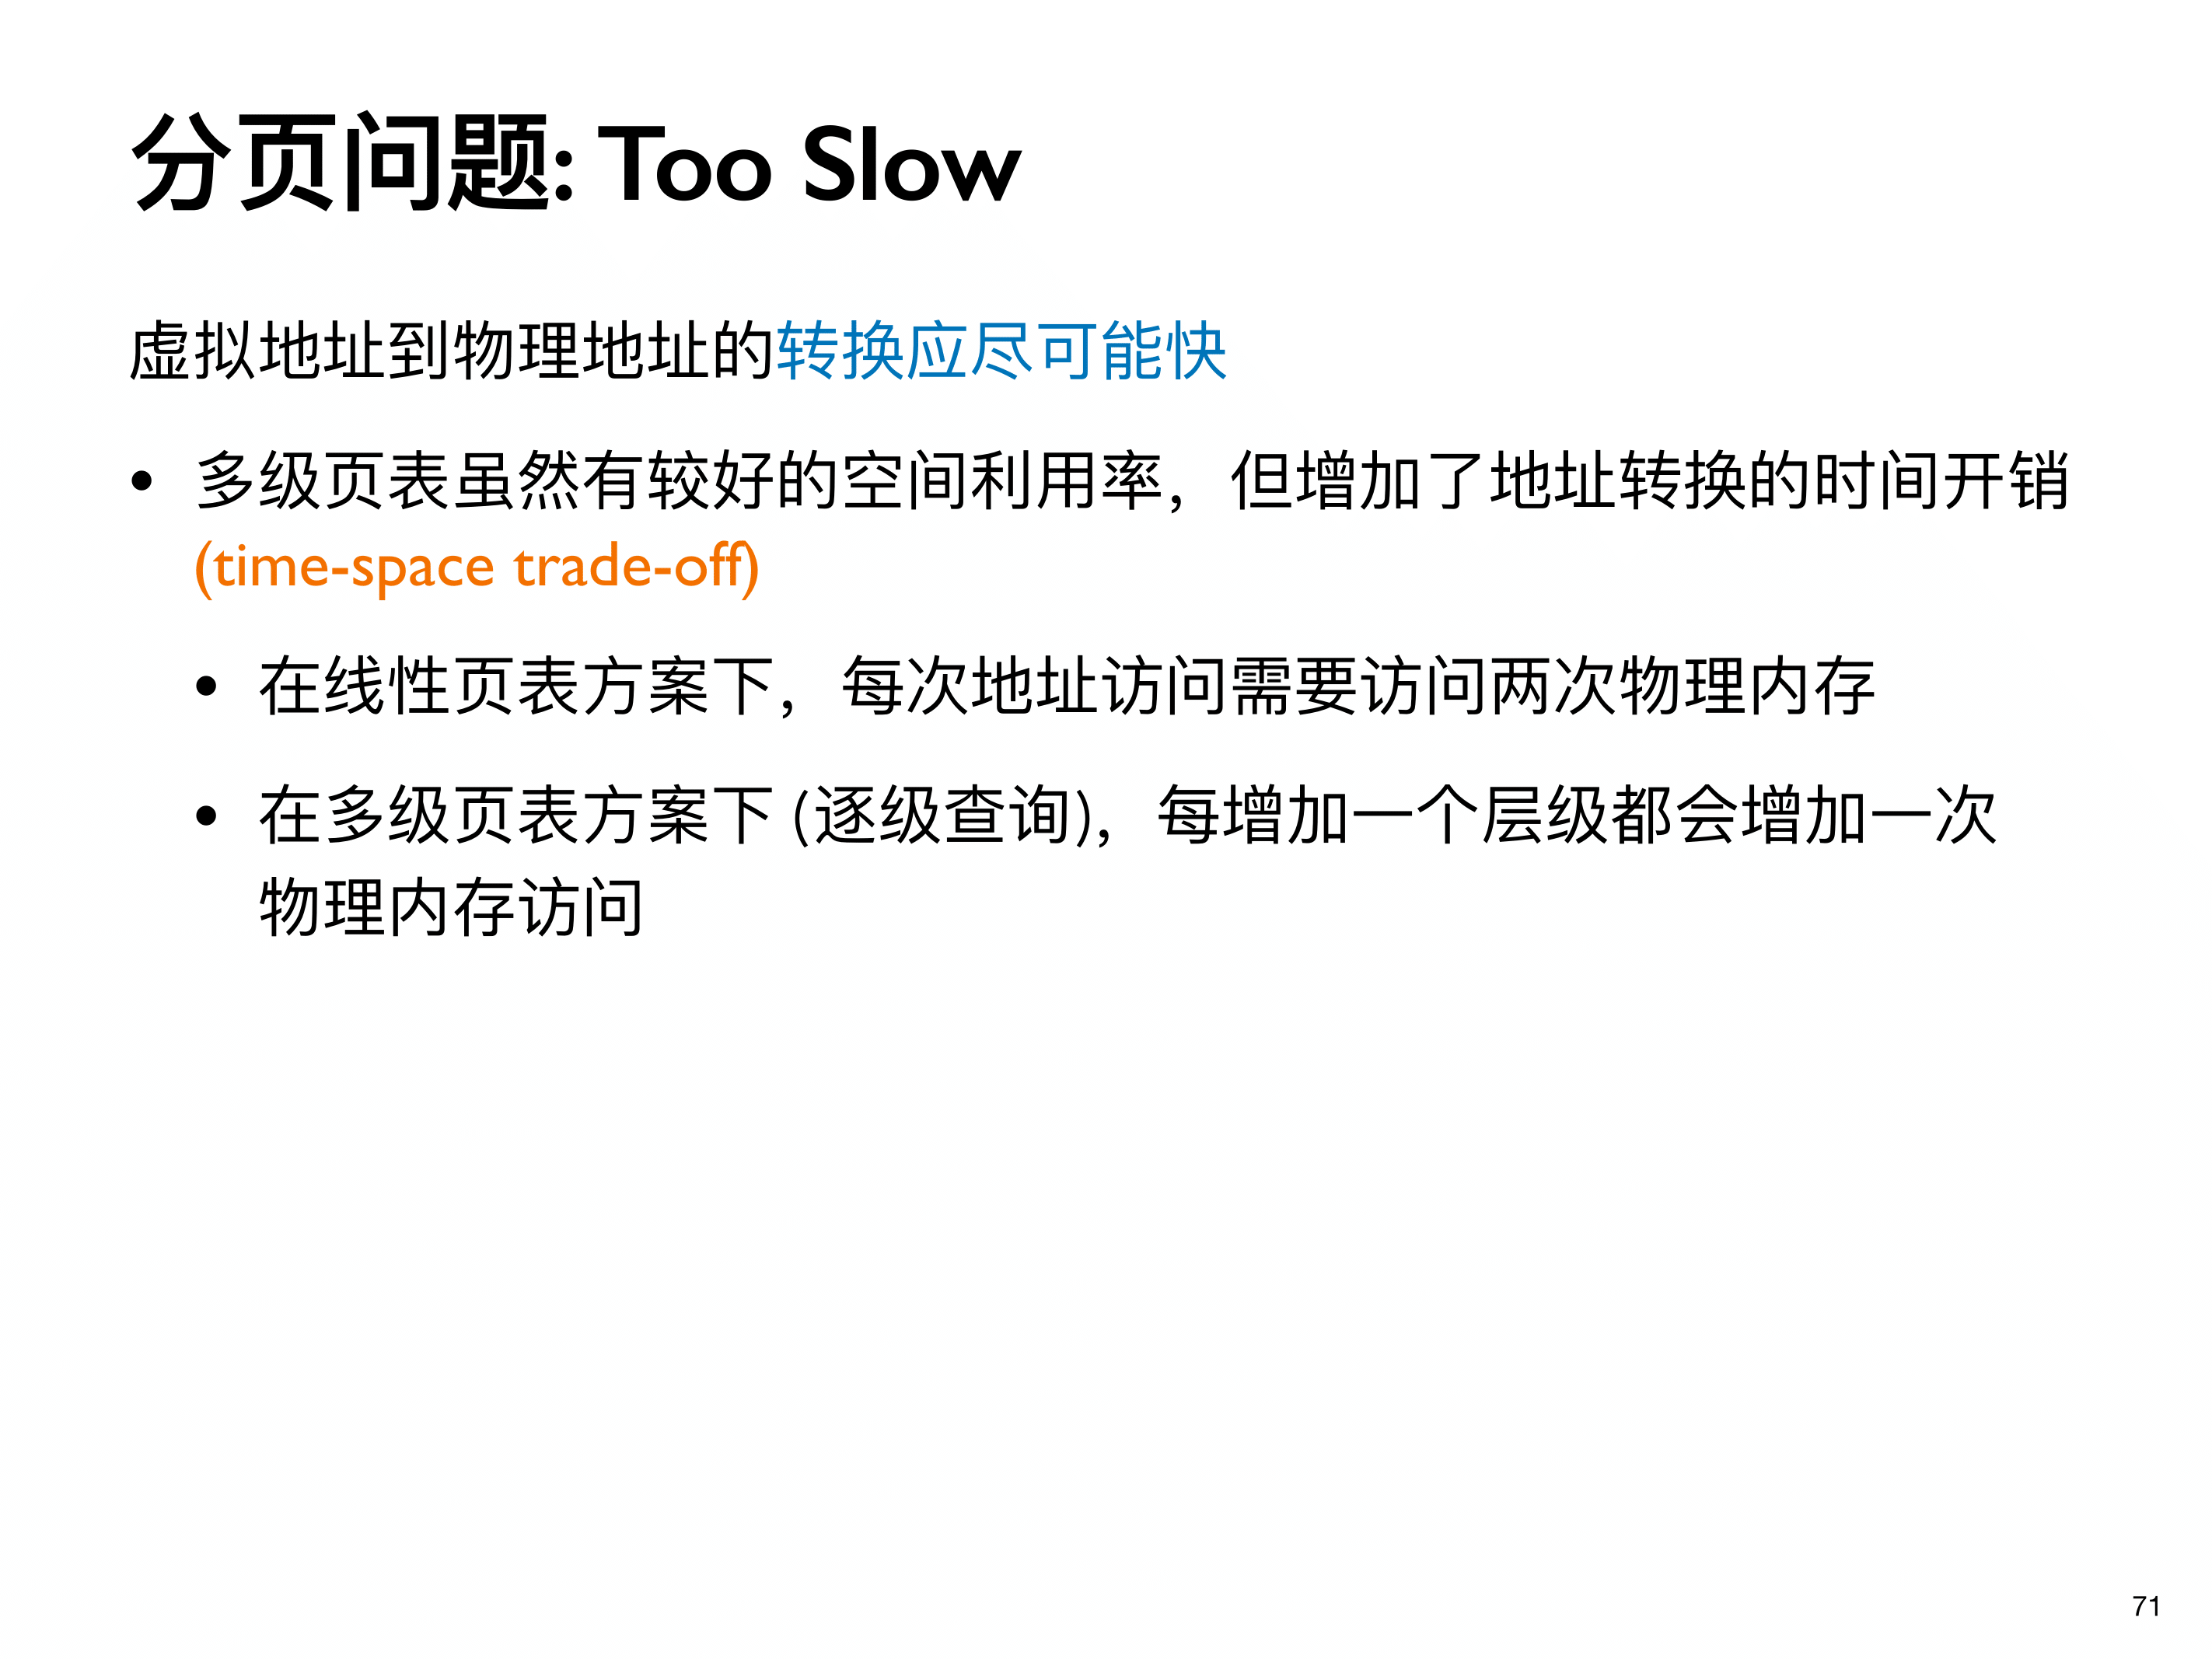 分页问题: Too Slow
虚拟地址到物理地址的转换应尽可能快
• 多级页表虽然有较好的空间利用率, 但增加了地址转换的时间开销
(time-space trade-off)
• 在线性页表方案下, 每次地址访问需要访问两次物理内存
• 在多级页表方案下 (逐级查询), 每增加一个层级都会增加一次
物理内存访问
71